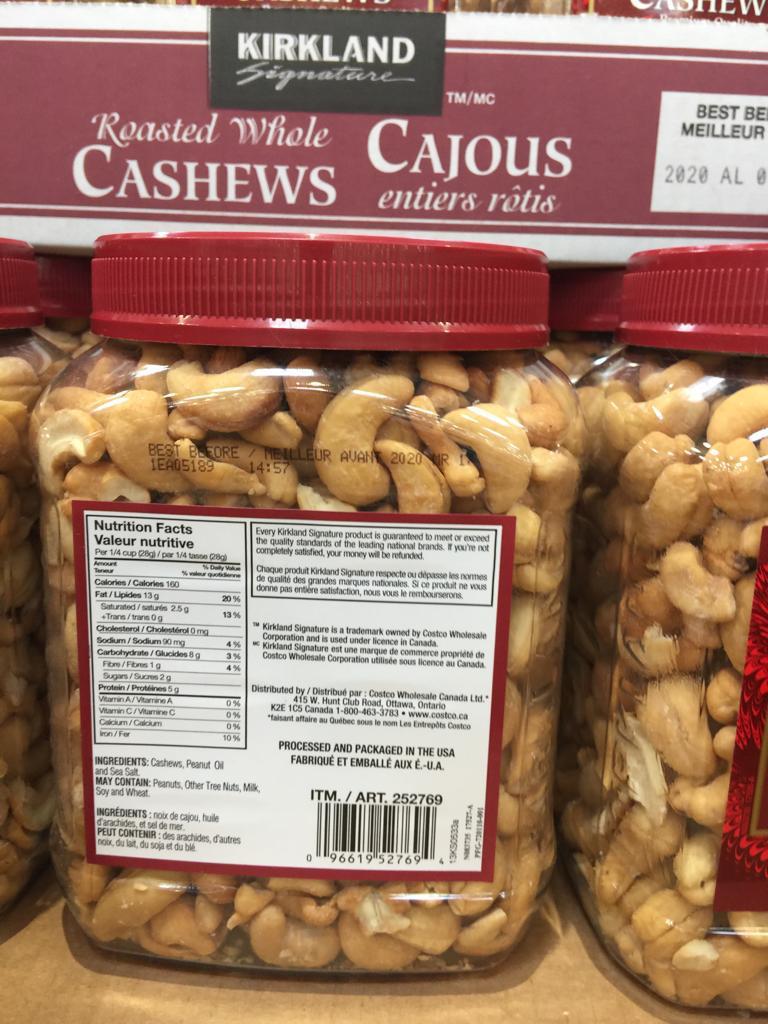 CASHEWS
CASHEW
KIRKLAND
Signature
TM/MC
Roasted Whole
CASHEWS
CAJOUS
entiers rôtis
BEST
MEILLEUR
2020 AL
BEST BEFORE / MEILLEUR AVANT 2020 MR
1EA05189 14:57
Nutrition Facts
Valeur nutritive
Per 1/4 cup (28g) / par 1/4 tasse (28g)
Amount % Daily Value
Teneur % valeur quotidienne
Calories / Calories 160
Fat / Lipides 13 g 20 %
Saturated / saturés 2.5 g
+Trans / trans 0 g 13 %
Cholesterol / Cholestérol 0 mg
Sodium / Sodium 90 mg 4 %
Carbohydrate / Glucides 8 g 3 %
Fibre / Fibres 1 g 4 %
Sugars / Sucres 2 g
Protein / Protéines 5 g
Vitamin A / Vitamine A 0 %
Vitamin C / Vitamine C 0 %
Calcium / Calcium 0 %
Iron / Fer 10 %
INGREDIENTS: Cashews, Peanut Oil
and Sea Salt.
MAY CONTAIN: Peanuts, Other Tree Nuts, Milk,
Soy and Wheat.
INGRÉDIENTS : noix de cajou, huile
d'arachides, et sel de mer.
PEUT CONTENIR : des arachides, d'autres
noix, du lait, du soja et du blé.
Every Kirkland Signature product is guaranteed to meet or exceed
the quality standards of the leading national brands. If you're not
completely satisfied, your money will be refunded.
Chaque produit Kirkland Signature respecte ou dépasse les normes
de qualité des grandes marques nationales. Si ce produit ne vous
donne pas entière satisfaction, nous vous le rembourserons.
TM Kirkland Signature is a trademark owned by Costco Wholesale
Corporation and is used under licence in Canada.
MC Kirkland Signature est une marque de commerce propriété de
Costco Wholesale Corporation utilisée sous licence au Canada.
Distributed by / Distribué par : Costco Wholesale Canada Ltd.*
415 W. Hunt Club Road, Ottawa, Ontario
K2E 1C5 Canada 1-800-463-3783 • www.costco.ca
*faisant affaire au Québec sous le nom Les Entrepôts Costco
PROCESSED AND PACKAGED IN THE USA
FABRIQUÉ ET EMBALLÉ AUX É.-U.A.
ITM. / ART. 252769
0 96619 52769 4